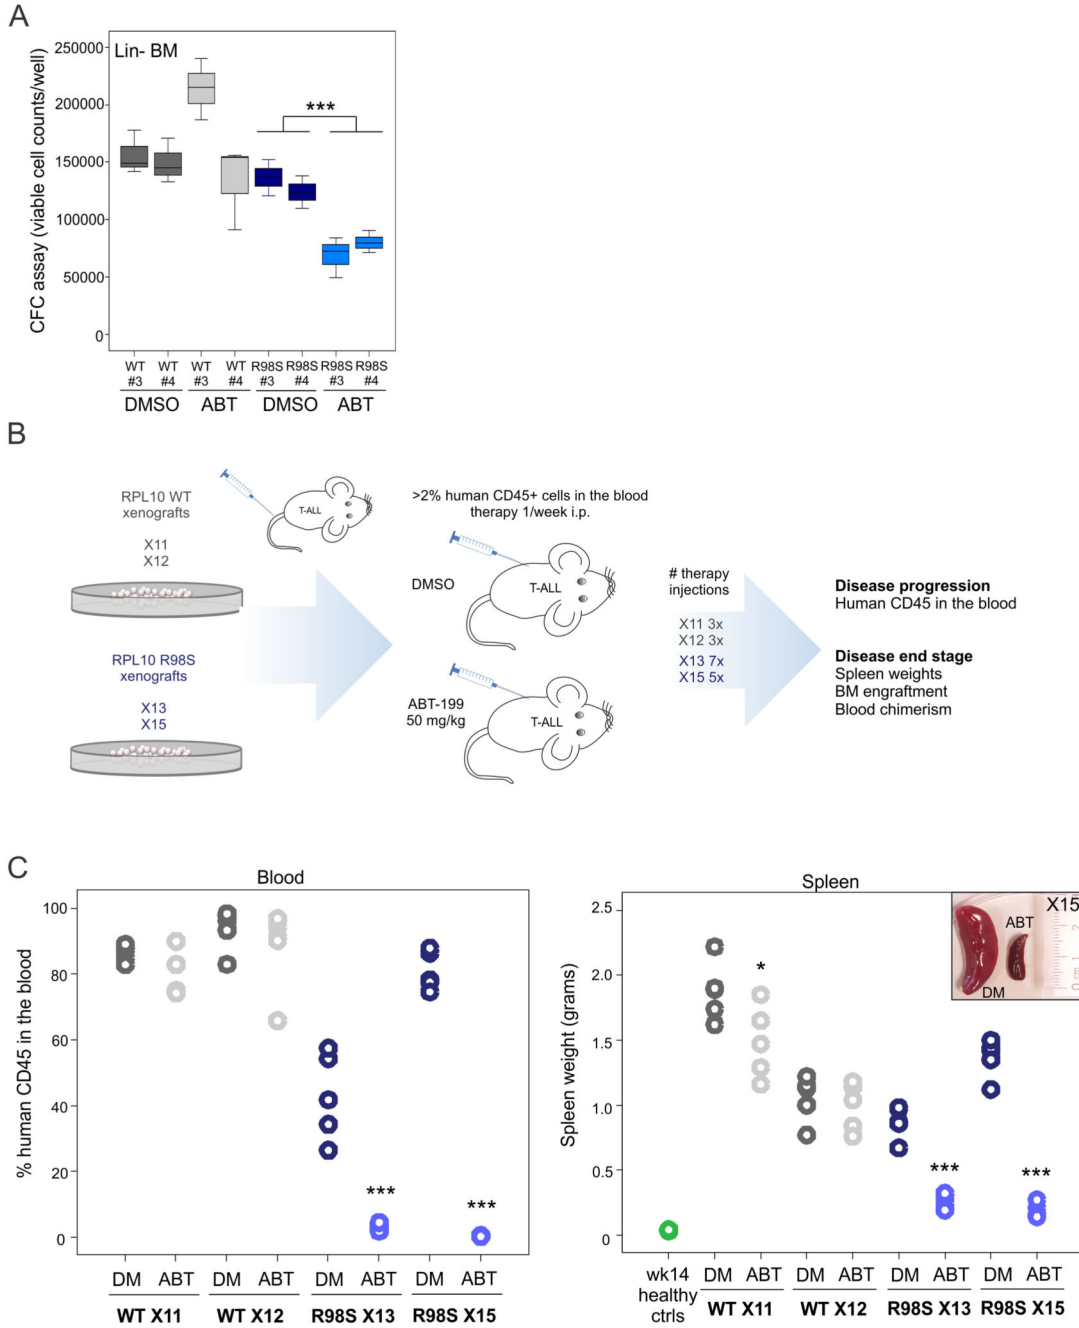 A
Lin- BM
CFC assay (viable cell counts/well)
250000
200000
150000
100000
50000
0
***
WT #3
WT #4
WT #3
WT #4
R98S #3
R98S #4
R98S #3
R98S #4
DMSO
ABT
DMSO
ABT
B
RPL10 WT
xenografts
X11
X12
RPL10 R98S
xenografts
X13
X15
T-ALL
>2% human CD45+ cells in the blood
therapy 1/week i.p.
DMSO
T-ALL
ABT-199
50 mg/kg
T-ALL
# therapy
injections
X11 3x
X12 3x
X13 7x
X15 5x
Disease progression
Human CD45 in the blood
Disease end stage
Spleen weights
BM engraftment
Blood chimerism
C
Blood
% human CD45 in the blood
100
80
60
40
20
0
***
***
DM ABT DM ABT DM ABT DM ABT
WT X11 WT X12 R98S X13 R98S X15
Spleen
Spleen weight (grams)
2.5
2.0
1.5
1.0
0.5
0
*
***
***
X15
ABT
DM
0 cm 1
2
wk14
healthy
ctrls
DM ABT DM ABT DM ABT DM ABT
WT X11 WT X12 R98S X13 R98S X15